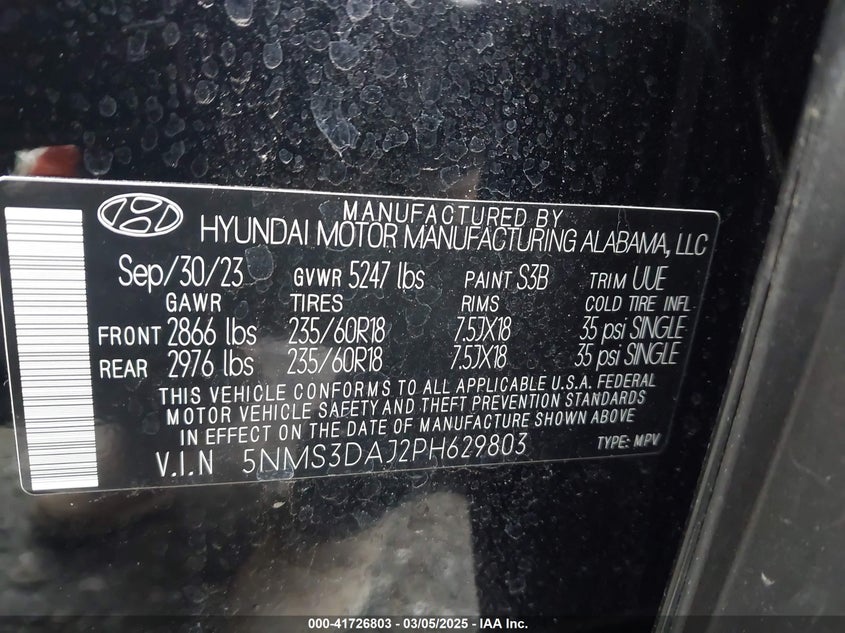 MANUFACTURED BY
HYUNDAI MOTOR MANUFACTURING ALABAMA, LLC
Sep/30/23 GVWR 5247 lbs PAINT S3B TRIM UUE
GAWR TIRES RIMS COLD TIRE INFL
FRONT 2866 lbs 235/60R18 7.5JX18 35 psi SINGLE
REAR 2976 lbs 235/60R18 7.5JX18 35 psi SINGLE
THIS VEHICLE CONFORMS TO ALL APPLICABLE U.S.A. FEDERAL
MOTOR VEHICLE SAFETY AND THEFT PREVENTION STANDARDS
IN EFFECT ON THE DATE OF MANUFACTURE SHOWN ABOVE
V.I.N 5NMS3DAJ2PH629803 TYPE: MPV
000-41726803 - 03/05/2025 - IAA Inc.